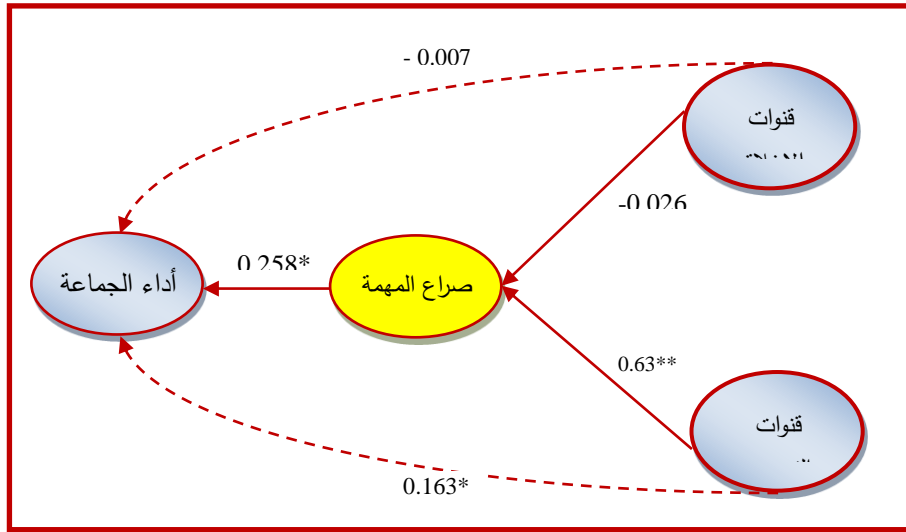 - 0.007
قنوات
-0.026
0.258*
أداء الجماعة
صراع المهمة
0.63**
قنوات
0.163*